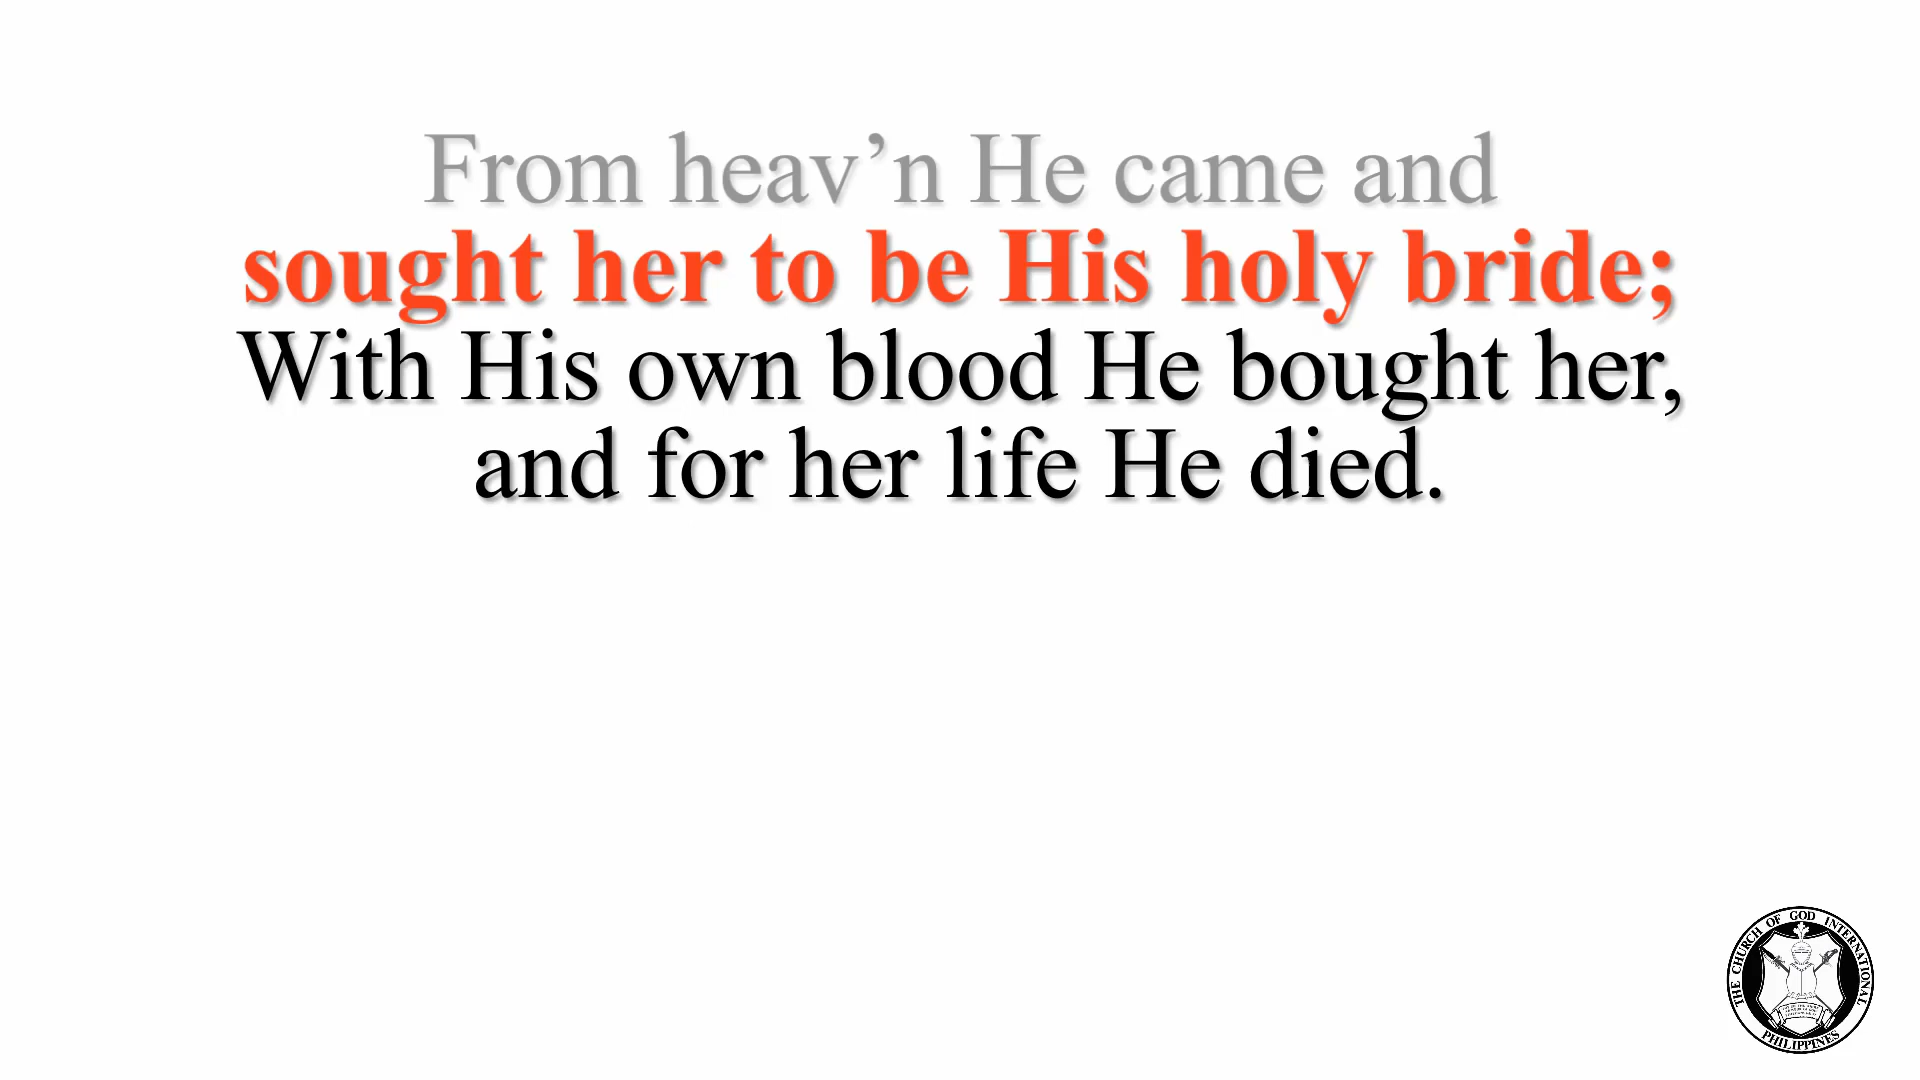 From heav’n He came and
sought her to be His holy bride;
With His own blood He bought her,
and for her life He died.
THE CHURCH OF GOD INTERNATIONAL
PHILIPPINES